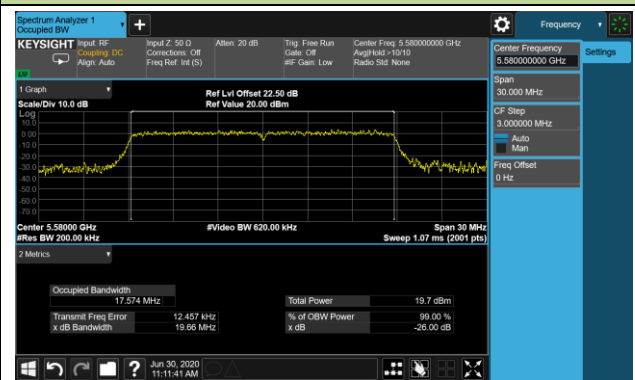 Spectrum Analyzer 1
Occupied BW
Frequency
KEYSIGHT
Input: RF
Coupling: DC
Align: Auto
Input Z: 50 Ω
Corrections: Off
Freq Ref: Int (S)
Atten: 20 dB
Trig: Free Run
Gate: Off
#IF Gain: Low
Center Freq: 5.580000000 GHz
Avg|Hold:>10/10
Radio Std: None
Center Frequency
5.580000000 GHz
Settings
Span
30.000 MHz
CF Step
3.000000 MHz
Auto
Man
Freq Offset
0 Hz
1 Graph
Scale/Div 10.0 dB
Ref Lvl Offset 22.50 dB
Ref Value 20.00 dBm
Log
10.0
0.00
-10.0
-20.0
-30.0
-40.0
-50.0
-60.0
-70.0
Center 5.58000 GHz
#Res BW 200.00 kHz
#Video BW 620.00 kHz
Span 30 MHz
Sweep 1.07 ms (2001 pts)
2 Metrics
Occupied Bandwidth
17.574 MHz
Total Power 19.7 dBm
Transmit Freq Error 12.457 kHz
% of OBW Power 99.00 %
x dB Bandwidth 19.66 MHz
x dB -26.00 dB
?
Jun 30, 2020
11:11:41 AM